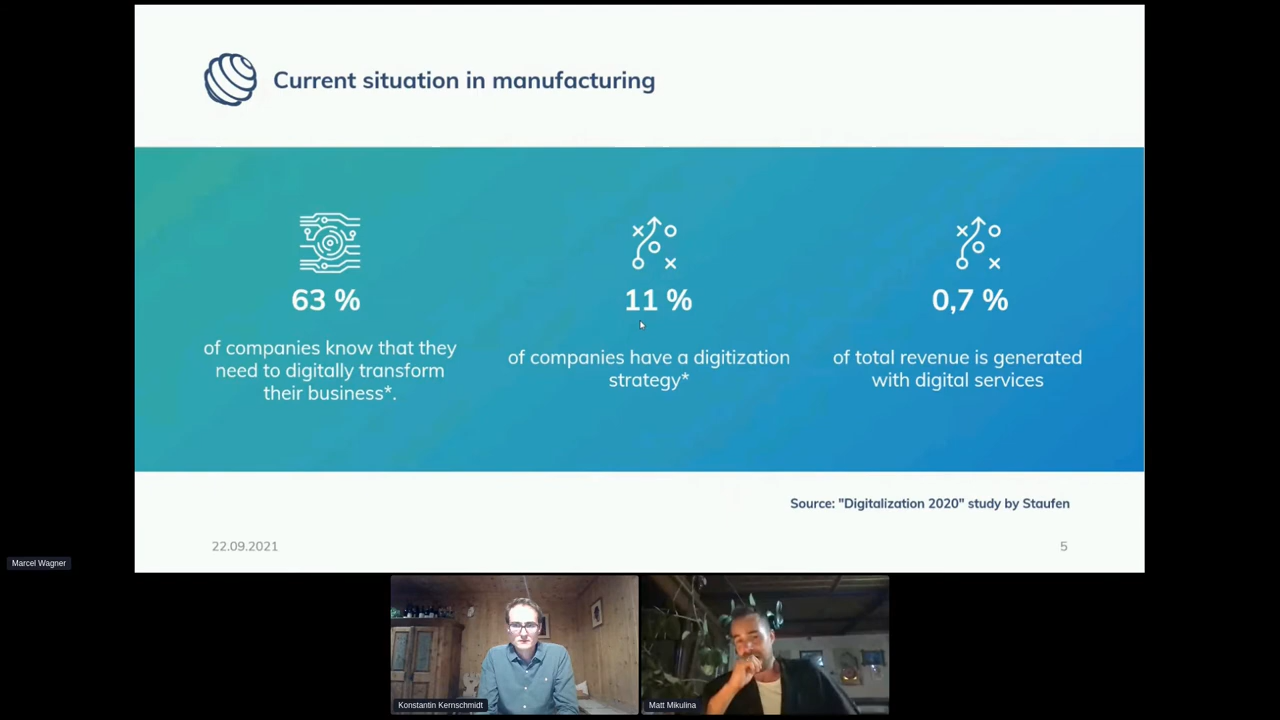 Current situation in manufacturing
63 %
of companies know that they
need to digitally transform
their business*.
11 %
of companies have a digitization
strategy*
0,7 %
of total revenue is generated
with digital services
Source: "Digitalization 2020" study by Staufen
22.09.2021
5
Marcel Wagner
Konstantin Kernschmidt
Matt Mikulina